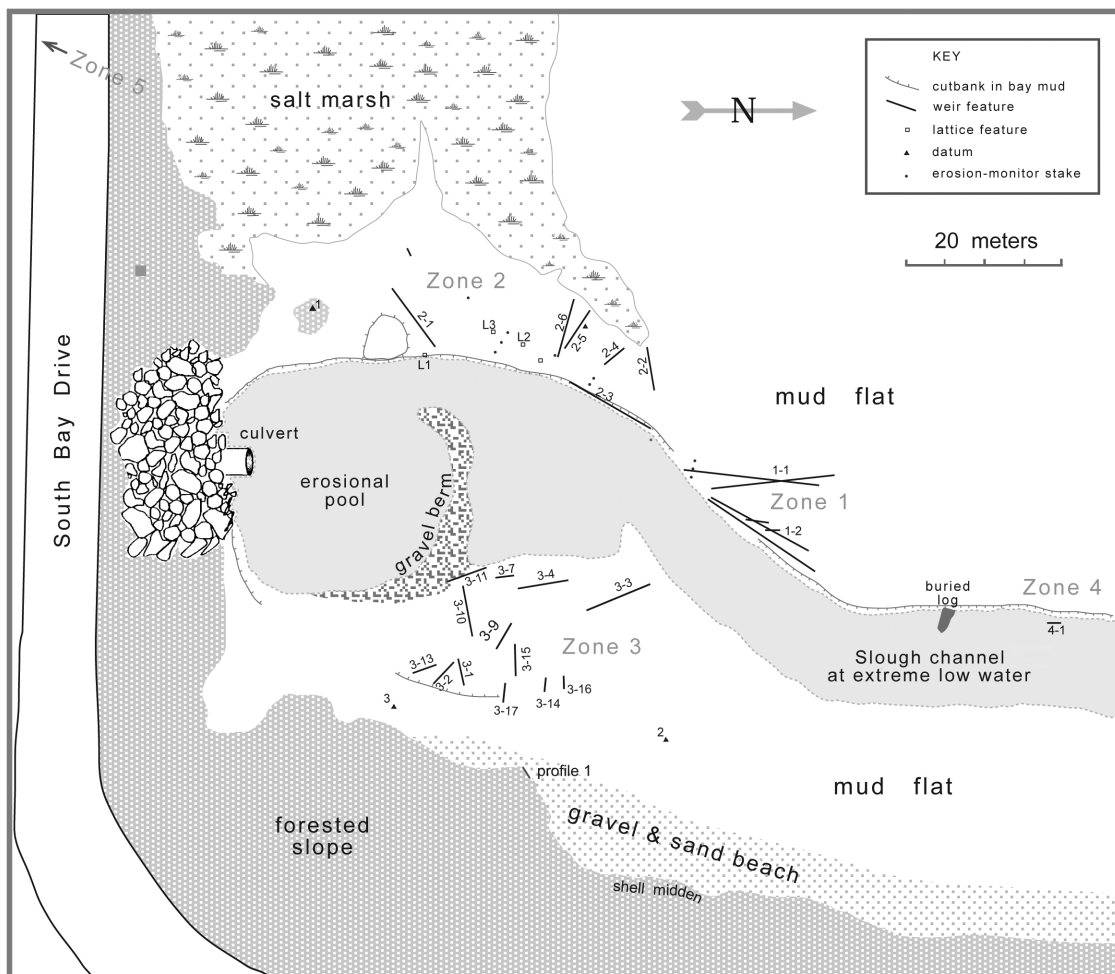 Zone 5
salt marsh
N
KEY
cutbank in bay mud
weir feature
lattice feature
datum
erosion-monitor stake
20 meters
South Bay Drive
1
Zone 2
2-1
L3
L2
L1
2-6
2-5
2-4
2-2
2-3
mud flat
culvert
erosional
pool
gravel berm
1-1
Zone 1
1-2
3-11
3-7
3-4
3-3
3-10
3-9
Zone 3
3-15
3-13
3-2
3-1
3-17
3-14
3-16
3
2
buried
log
Zone 4
4-1
Slough channel
at extreme low water
profile 1
mud flat
forested
slope
gravel & sand beach
shell midden